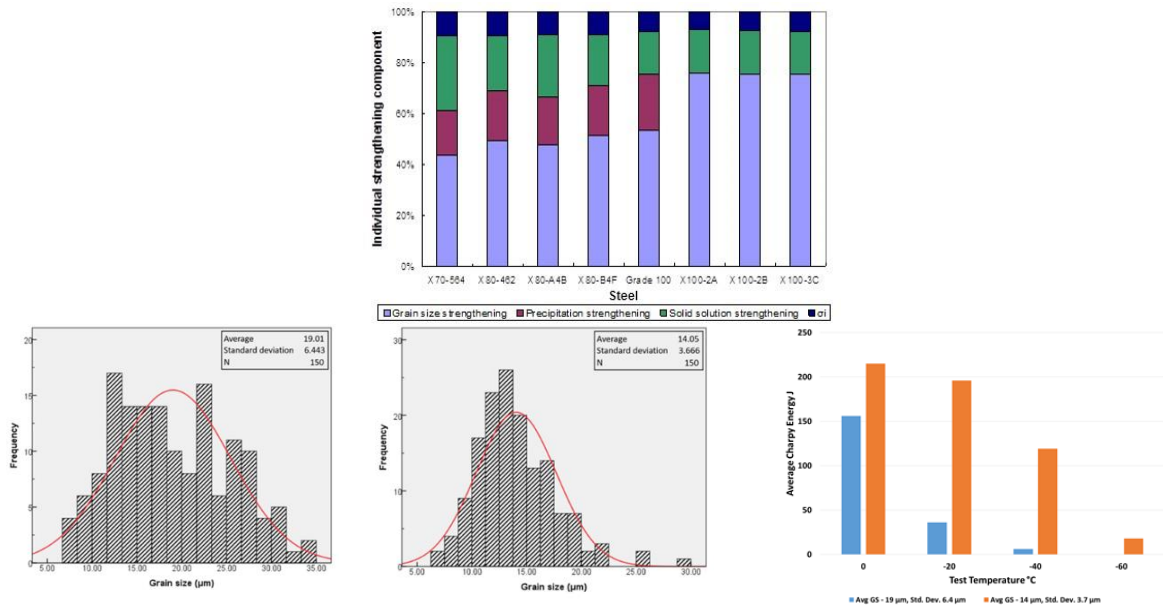 100%
80%
60%
40%
20%
0%
Individual strengthening component
X70-564 X80-462 X80-A4B X80-B4F Grade 100 X100-2A X100-2B X100-3C
Steel
Grain size strengthening Precipitation strengthening Solid solution strengthening σi
Average 19.01
Standard deviation 6.443
N 150
20
15
10
5
0
Frequency
5.00 10.00 15.00 20.00 25.00 30.00 35.00
Grain size (µm)
Average 14.05
Standard deviation 3.666
N 150
30
20
10
0
Frequency
5.00 10.00 15.00 20.00 25.00 30.00
Grain size (µm)
250
200
150
100
50
0
Average Charpy Energy J
0 -20 -40 -60
Test Temperature °C
Avg GS - 19 µm, Std. Dev. 6.4 µm Avg GS - 14 µm, Std. Dev. 3.7 µm